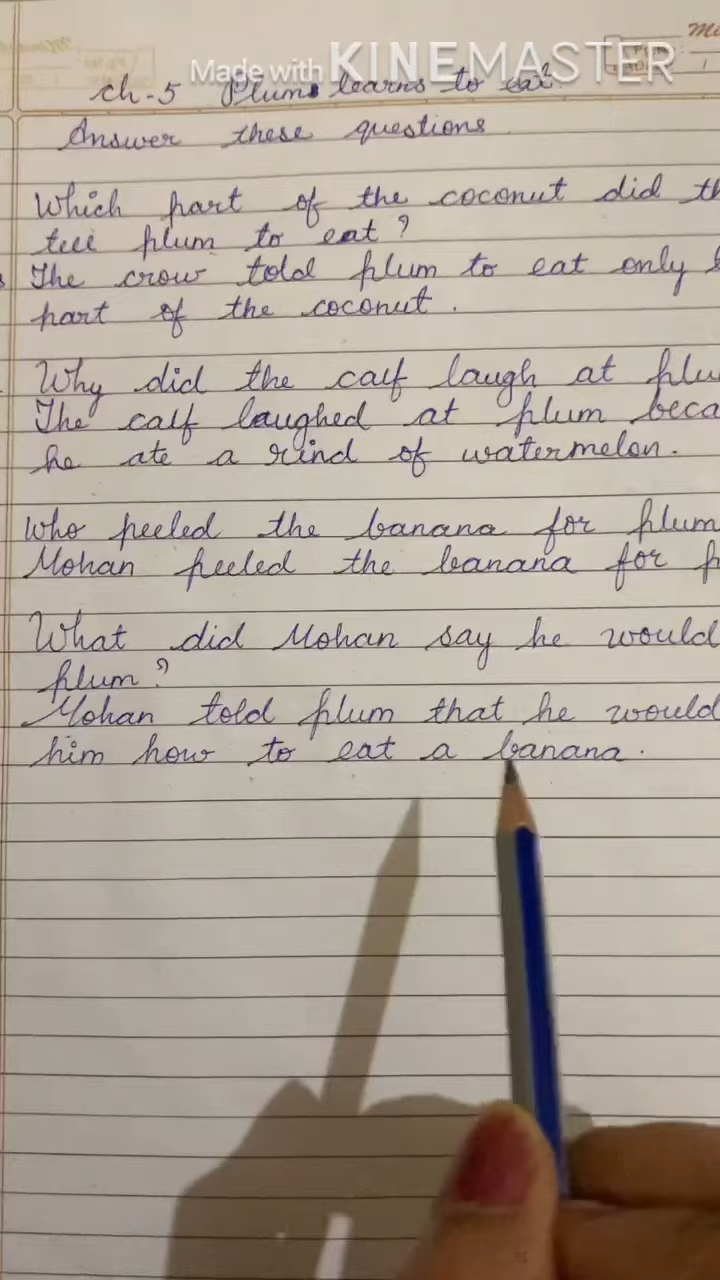 Made with KINEMASTER
ch-5 Plum learns to eat
Answer these questions
Which part of the coconut did
tell plum to eat?
The crow told plum to eat only
part of the coconut.
Why did the calf laugh at
The calf laughed at plum
he ate a rind of watermelon.
Who peeled the banana for plum
Mohan peeled the banana for
What did Mohan say he would
plum?
Mohan told plum that he would
him how to eat a banana.